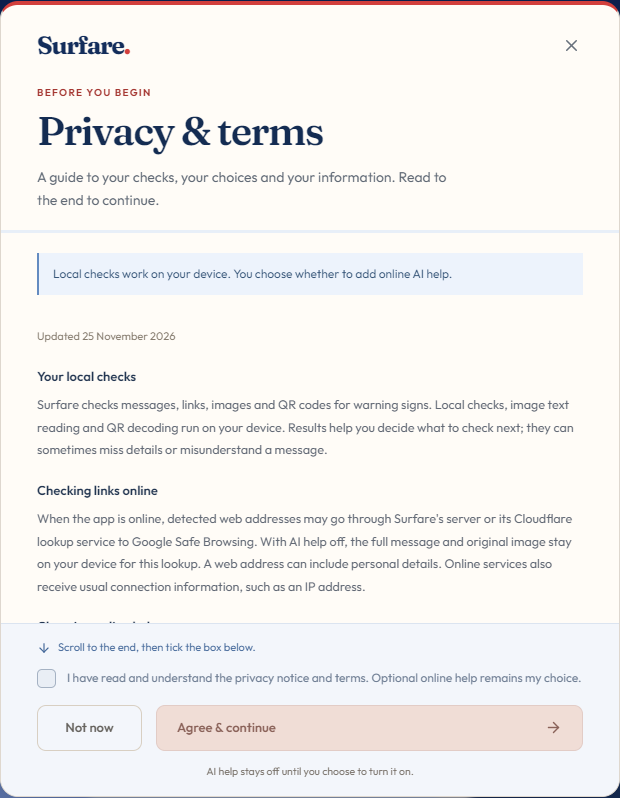 Surfare.
BEFORE YOU BEGIN
Privacy & terms
A guide to your checks, your choices and your information. Read to
the end to continue.
Local checks work on your device. You choose whether to add online AI help.
Updated 25 November 2026
Your local checks
Surfare checks messages, links, images and QR codes for warning signs. Local checks, image text
reading and QR decoding run on your device. Results help you decide what to check next; they can
sometimes miss details or misunderstand a message.
Checking links online
When the app is online, detected web addresses may go through Surfare's server or its Cloudflare
lookup service to Google Safe Browsing. With AI help off, the full message and original image stay
on your device for this lookup. A web address can include personal details. Online services also
receive usual connection information, such as an IP address.
Scroll to the end, then tick the box below.
I have read and understand the privacy notice and terms. Optional online help remains my choice.
Not now
Agree & continue
AI help stays off until you choose to turn it on.